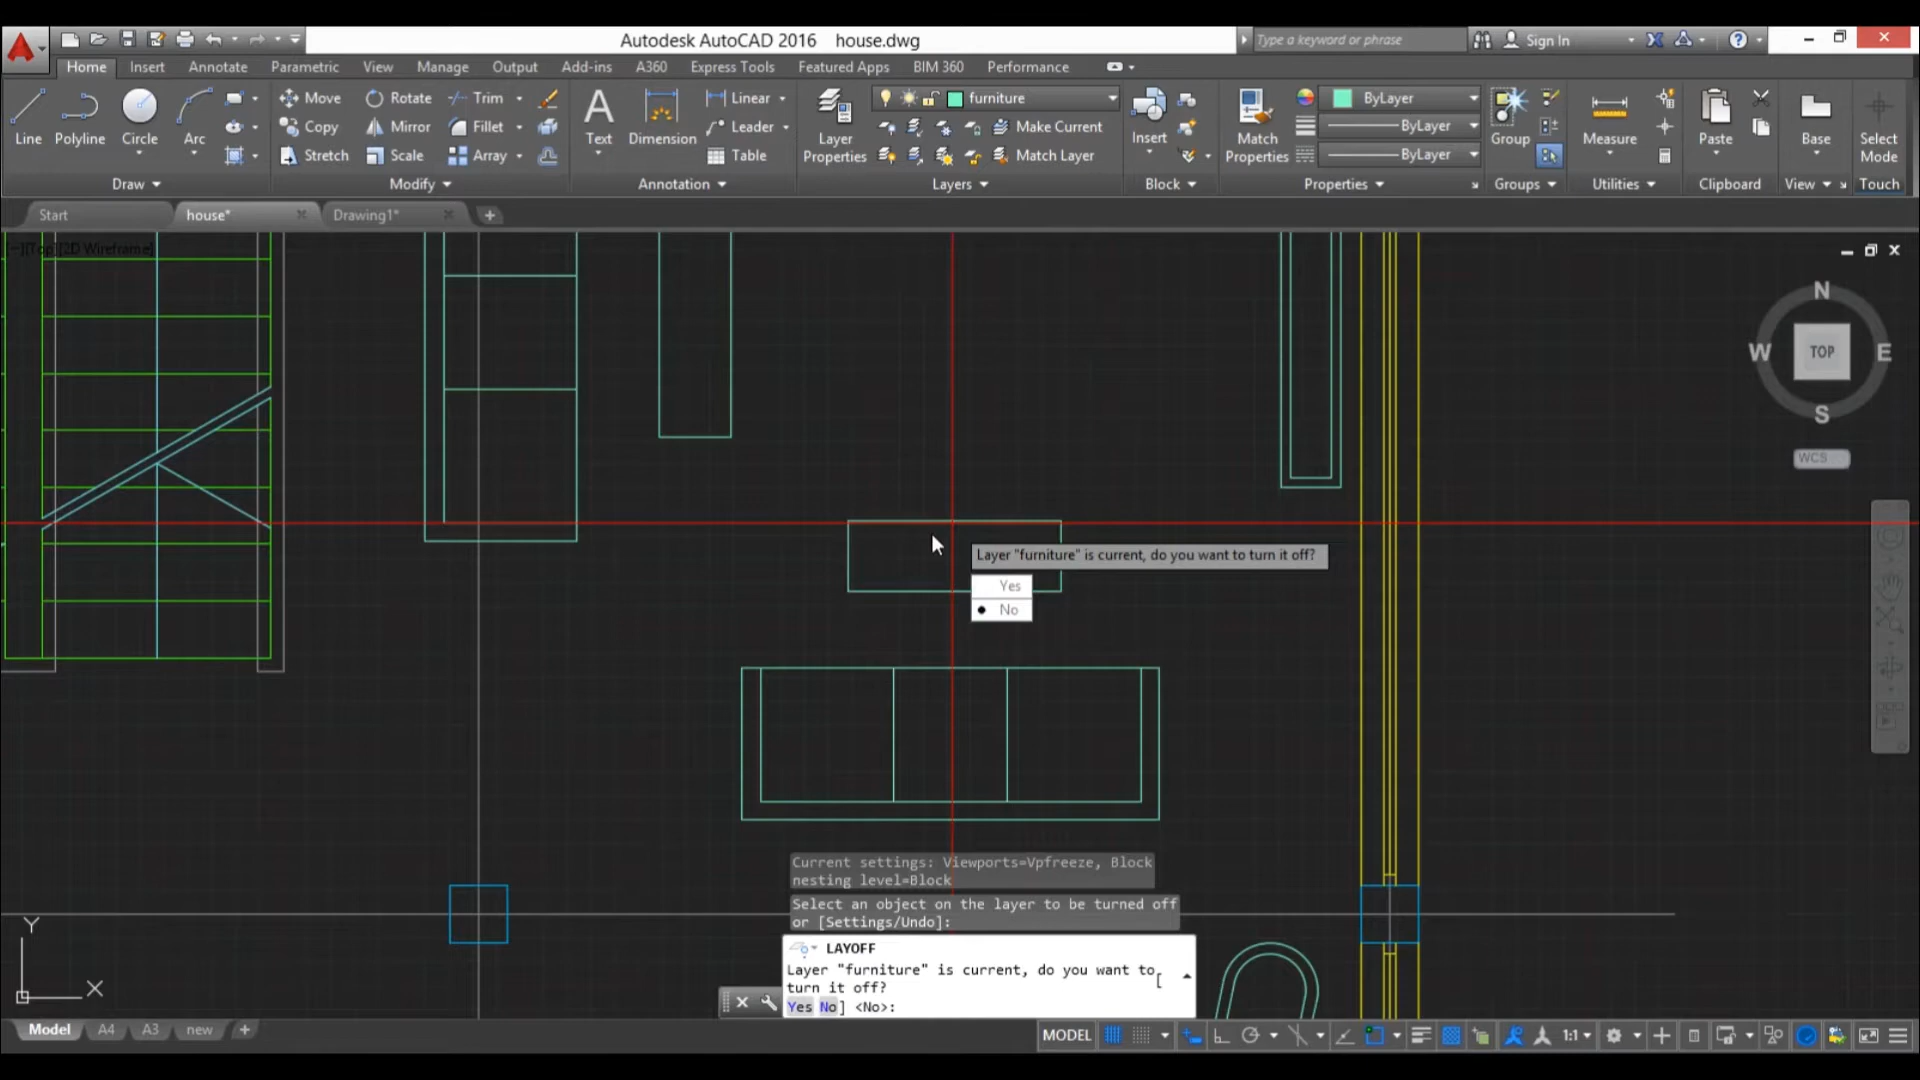 Autodesk AutoCAD 2016 house.dwg
Type a keyword or phrase
Sign In
Home Insert Annotate Parametric View Manage Output Add-ins A360 Express Tools Featured Apps BIM 360 Performance
Line
Polyline
Circle
Arc
Draw
Move
Rotate
Trim
Copy
Mirror
Fillet
Stretch
Scale
Array
Modify
Text
Dimension
Linear
Leader
Table
Annotation
Layer
Properties
furniture
Make Current
Match Layer
Layers
Insert
Block
Match
Properties
ByLayer
ByLayer
ByLayer
Properties
Group
Groups
Measure
Utilities
Paste
Clipboard
Base
View
Select
Mode
Touch
Start
house*
Drawing1*
[−][Top][2D Wireframe]
N
W
TOP
E
S
WCS
Layer "furniture" is current, do you want to turn it off?
Yes
No
Current settings: Viewports=Vpfreeze, Block
nesting level=Block
Select an object on the layer to be turned off
or [Settings/Undo]:
LAYOFF
Layer "furniture" is current, do you want to
turn it off? [
Yes No] <No>:
Y
X
Model A4 A3 new
MODEL
1:1